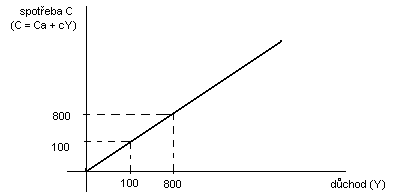 spotřeba C
(C = Ca + cY)
800
100
100
800
důchod (Y)